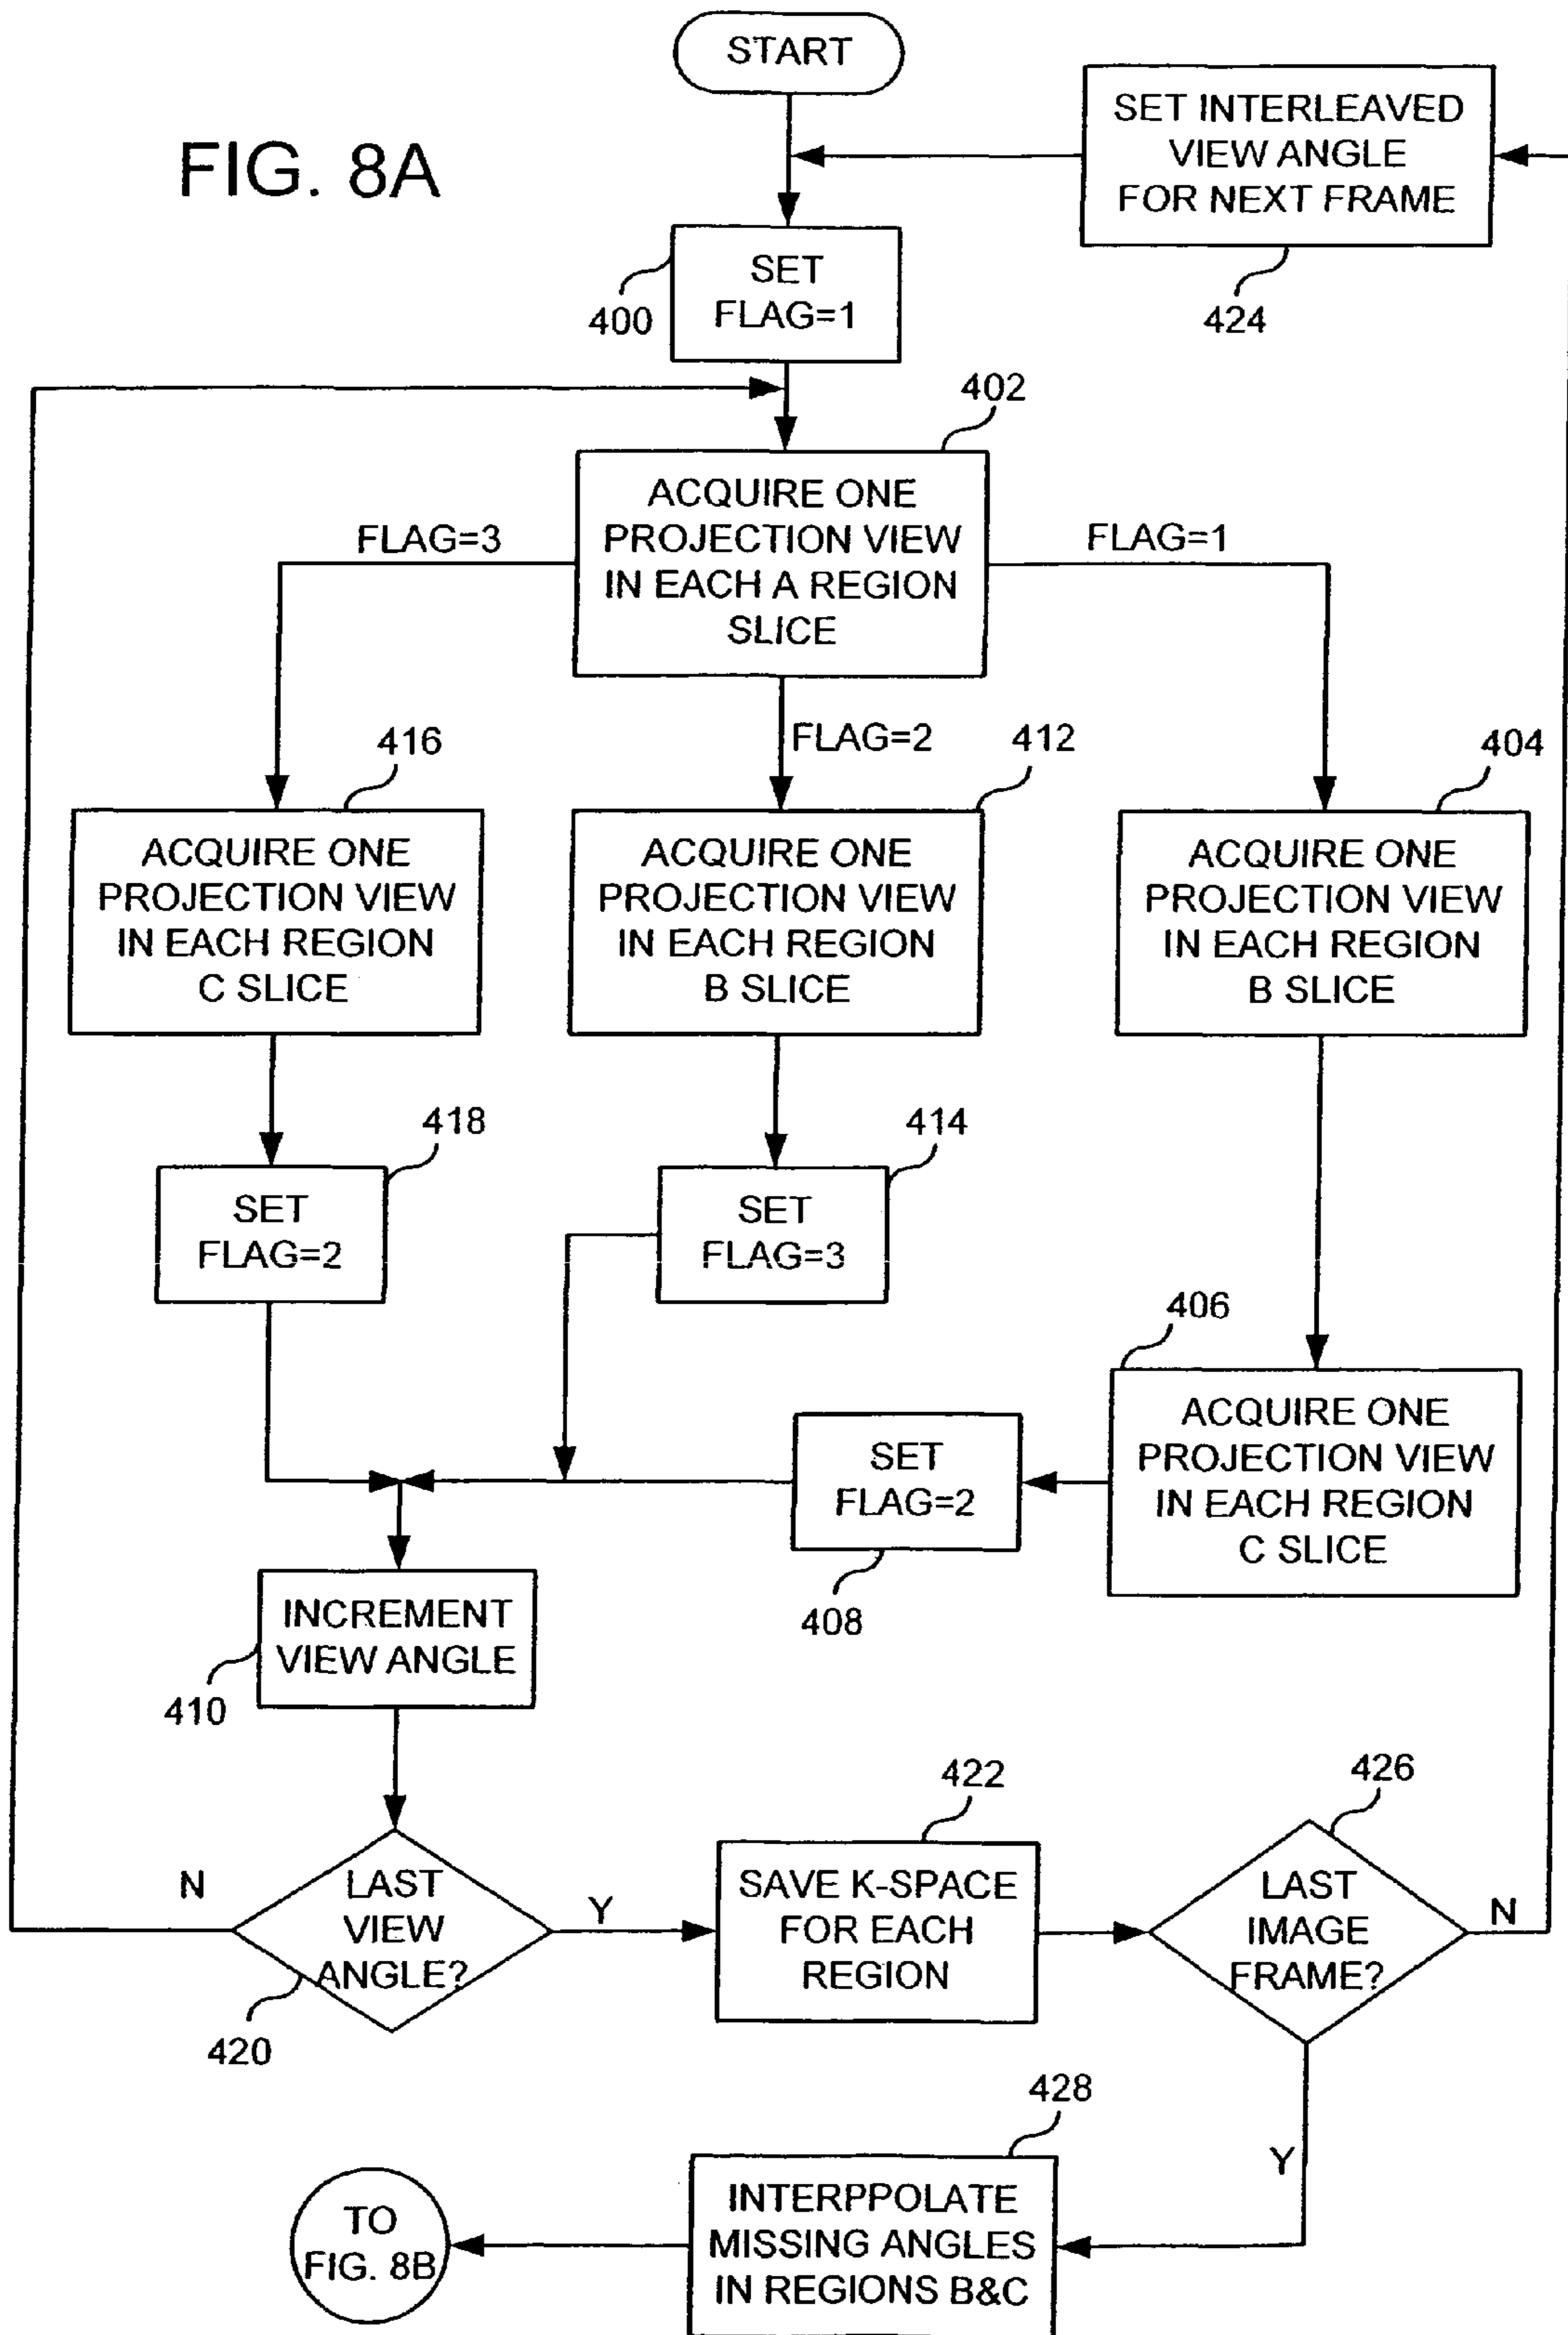 START
FIG. 8A
SET INTERLEAVED
VIEW ANGLE
FOR NEXT FRAME
424
SET
FLAG=1
400
402
ACQUIRE ONE
PROJECTION VIEW
IN EACH A REGION
SLICE
FLAG=3
FLAG=1
FLAG=2
416
412
404
ACQUIRE ONE
PROJECTION VIEW
IN EACH REGION
C SLICE
ACQUIRE ONE
PROJECTION VIEW
IN EACH REGION
B SLICE
ACQUIRE ONE
PROJECTION VIEW
IN EACH REGION
B SLICE
418
414
SET
FLAG=2
SET
FLAG=3
406
ACQUIRE ONE
PROJECTION VIEW
IN EACH REGION
C SLICE
SET
FLAG=2
408
INCREMENT
VIEW ANGLE
410
422
426
N
LAST
VIEW
ANGLE?
Y
420
SAVE K-SPACE
FOR EACH
REGION
LAST
IMAGE
FRAME?
N
Y
428
INTERPPOLATE
MISSING ANGLES
IN REGIONS B&C
TO
FIG. 8B